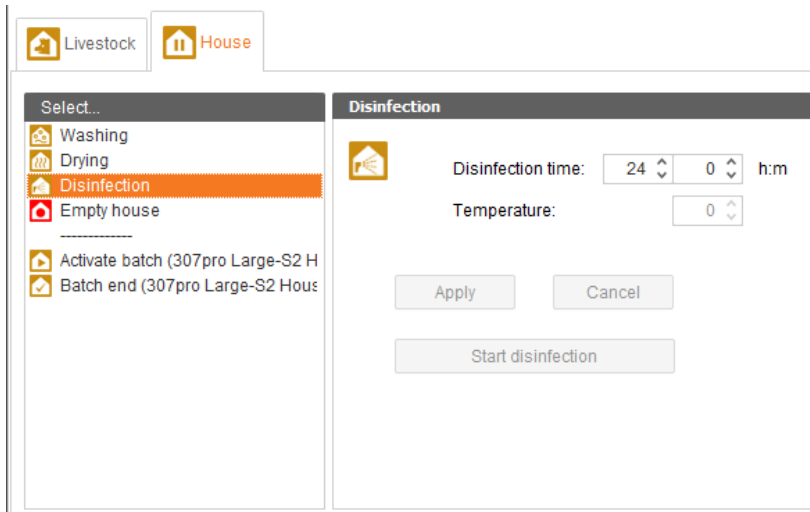 Livestock
House
Select...
Washing
Drying
Disinfection
Empty house
-------------
Activate batch (307pro Large-S2 H
Batch end (307pro Large-S2 Hous
Disinfection
Disinfection time: 24 0 h:m
Temperature: 0
Apply Cancel
Start disinfection